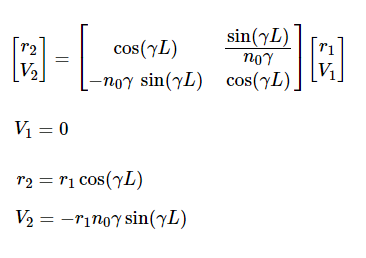 [r₂ V₂] = [cos(γL) sin(γL)/(n₀γ) −n₀γ sin(γL) cos(γL)] [r₁ V₁]
V₁ = 0
r₂ = r₁ cos(γL)
V₂ = −r₁n₀γ sin(γL)